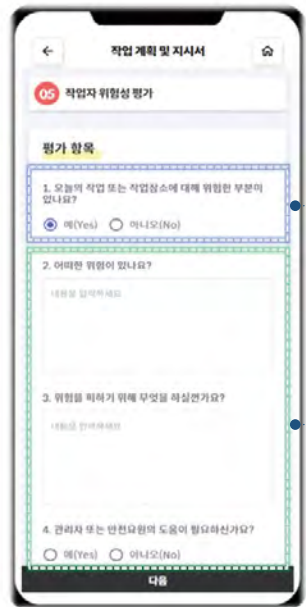 작업 계획 및 지시서
05 작업자 위험성 평가
평가 항목
1. 오늘의 작업 또는 작업장소에 대해 위험한 부분이
있나요?
예(Yes) 아니오(No)
2. 어떠한 위험이 있나요?
내용을 입력하세요
3. 위험을 피하기 위해 무엇을 하실건가요?
내용을 입력하세요
4. 관리자 또는 안전요원의 도움이 필요하신가요?
예(Yes) 아니오(No)
다음